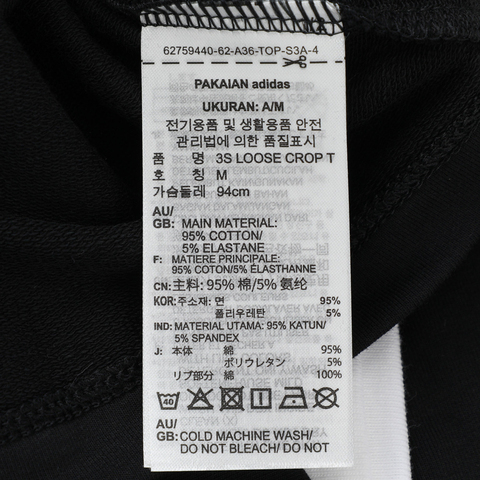 62759440-62-A36-TOP-S3A-4
PAKAIAN adidas
UKURAN: A/M
전기용품 및 생활용품 안전
관리법에 의한 품질표시
품 명 3S LOOSE CROP T
호 칭 M
가슴둘레 94cm
AU/
GB: MAIN MATERIAL:
95% COTTON/
5% ELASTANE
F: MATIERE PRINCIPALE:
95% COTON/5% ELASTHANNE
CN: 主料: 95% 棉/5% 氨纶
KOR: 주소재: 면 95%
폴리우레탄 5%
IND: MATERIAL UTAMA: 95% KATUN/
5% SPANDEX
J: 本体 綿 95%
ポリウレタン 5%
リブ部分 綿 100%
40
AU/
GB: COLD MACHINE WASH/
DO NOT BLEACH/ DO NOT